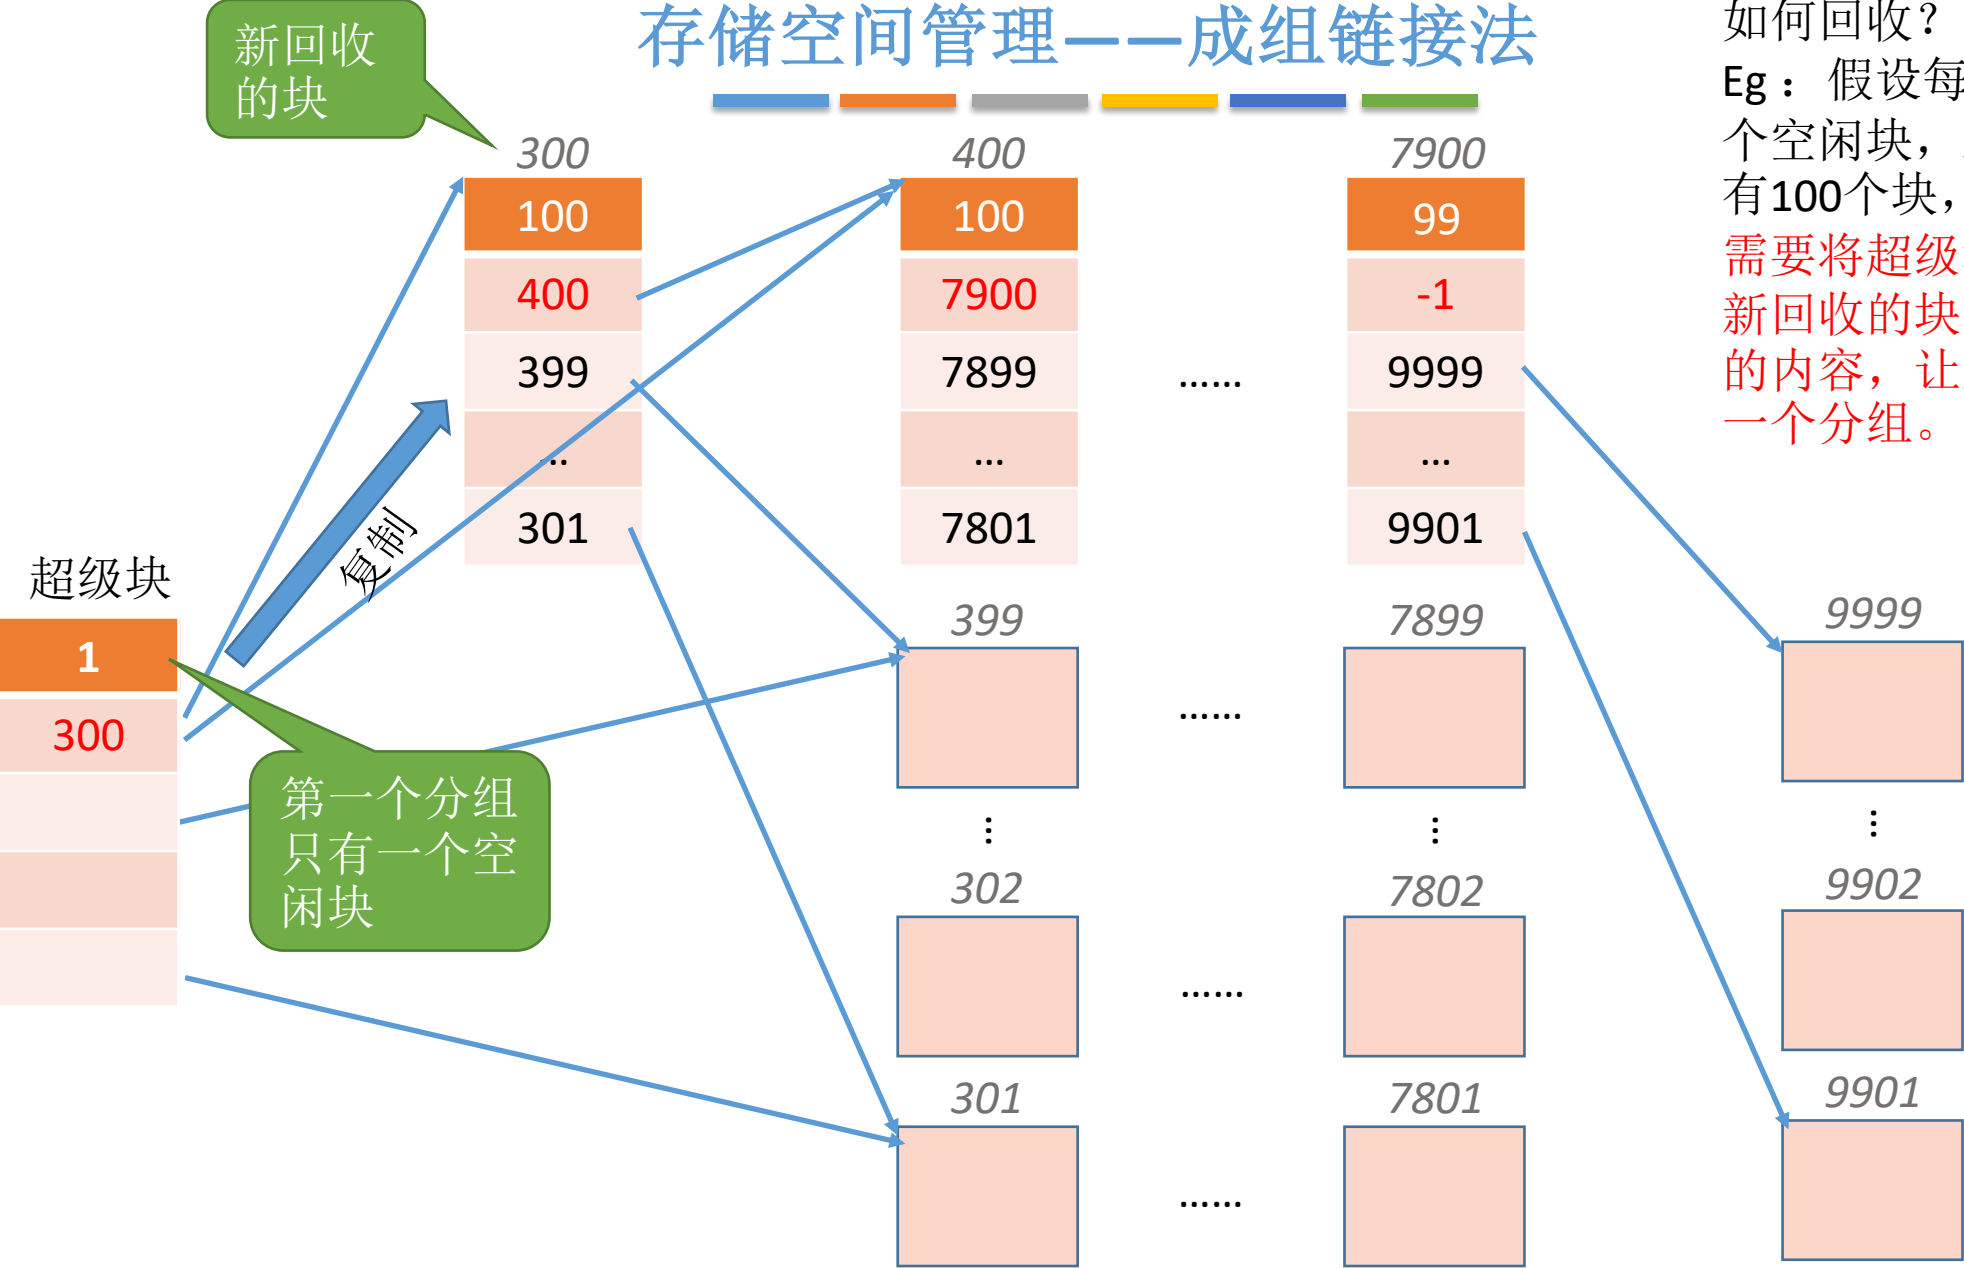 存储空间管理——成组链接法
新回收
的块
如何回收？
Eg：假设每
个空闲块，
有100个块，
需要将超级
新回收的块
的内容，让
一个分组。
300
100
400
399
...
301
400
100
7900
7899
...
7801
......
7900
99
-1
9999
...
9901
复制
超级块
1
300
第一个分组
只有一个空
闲块
399
......
7899
9999
...
...
...
302
......
7802
9902
301
......
7801
9901